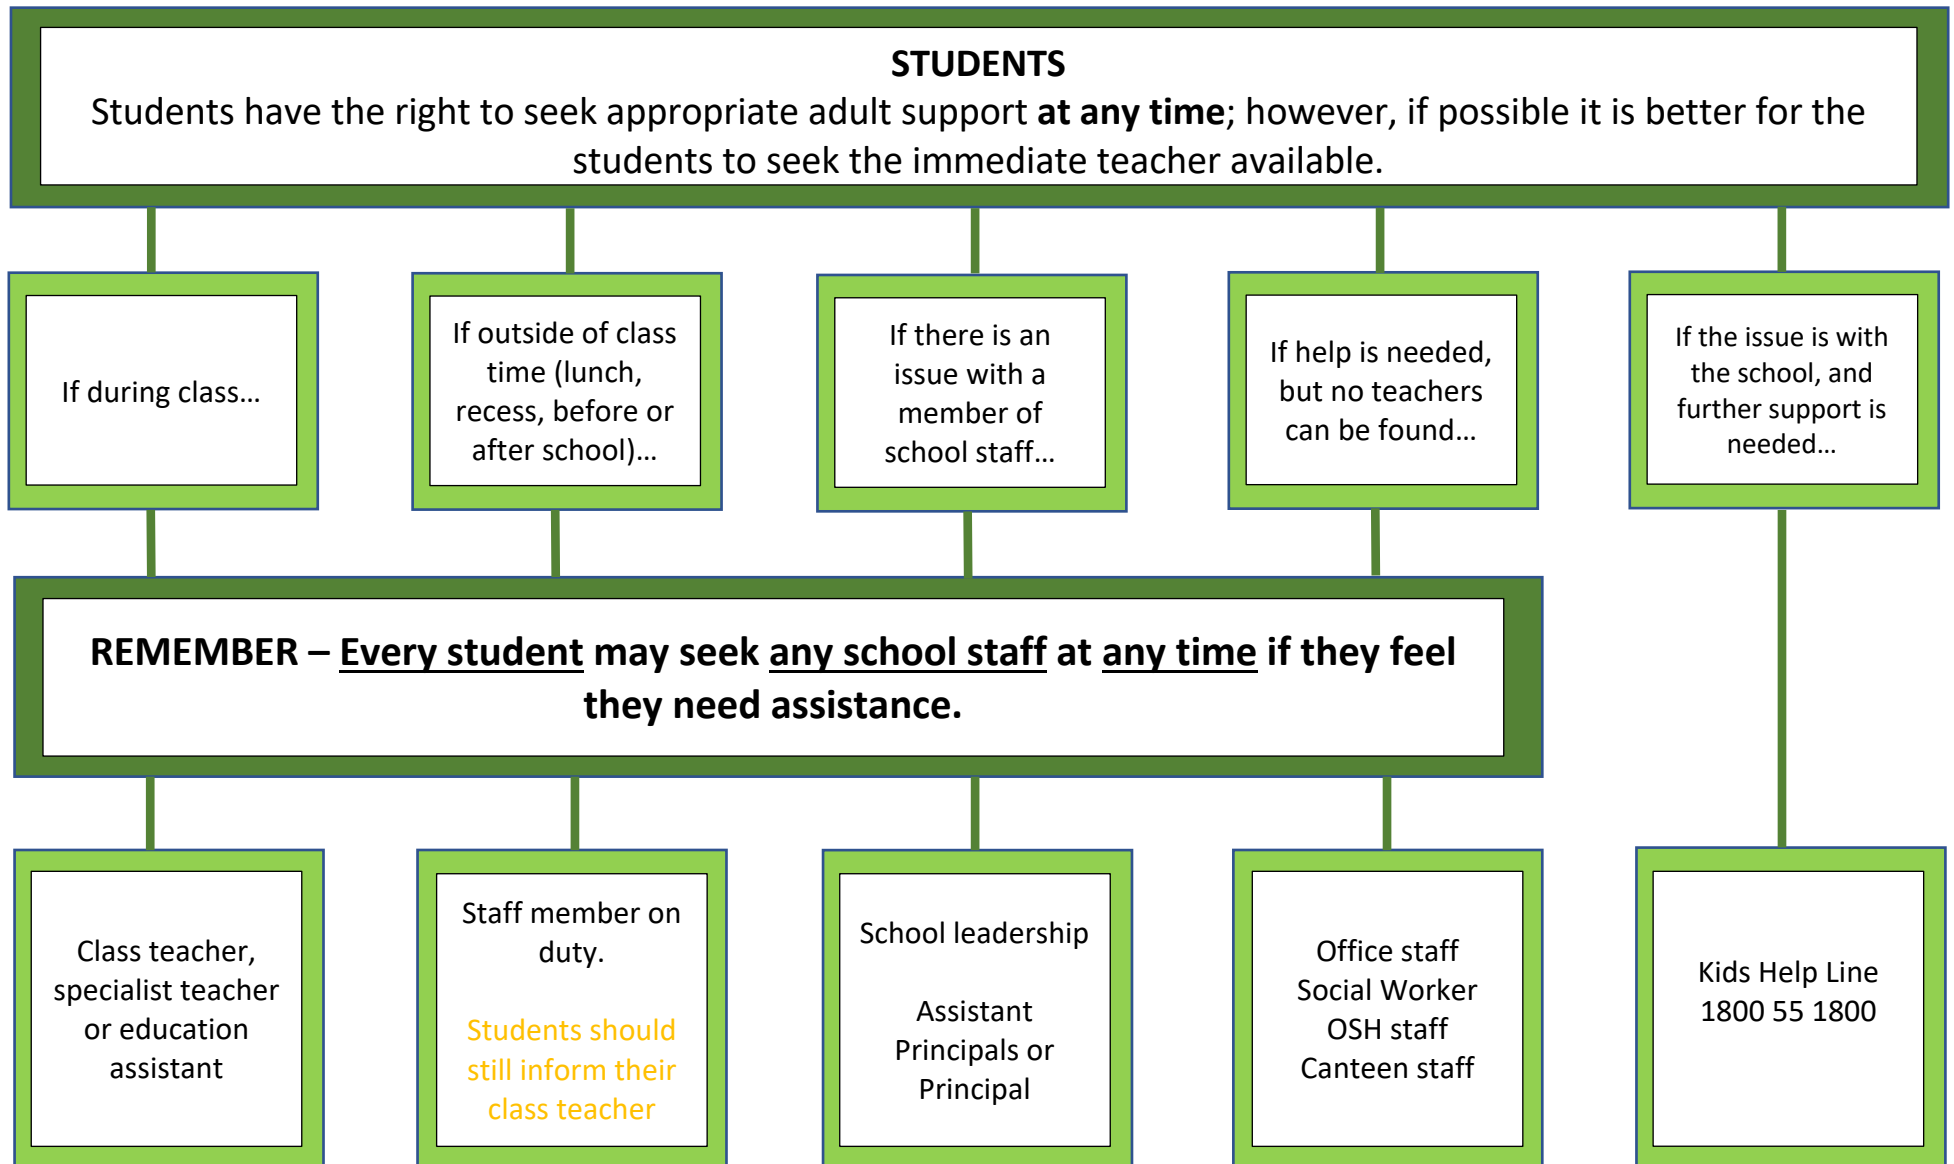 STUDENTS
Students have the right to seek appropriate adult support at any time; however, if possible it is better for the
students to seek the immediate teacher available.
If during class…
If outside of class
time (lunch,
recess, before or
after school)…
If there is an
issue with a
member of
school staff…
If help is needed,
but no teachers
can be found…
If the issue is with
the school, and
further support is
needed…
REMEMBER – Every student may seek any school staff at any time if they feel
they need assistance.
Class teacher,
specialist teacher
or education
assistant
Staff member on
duty.
Students should
still inform their
class teacher
School leadership
Assistant
Principals or
Principal
Office staff
Social Worker
OSH staff
Canteen staff
Kids Help Line
1800 55 1800